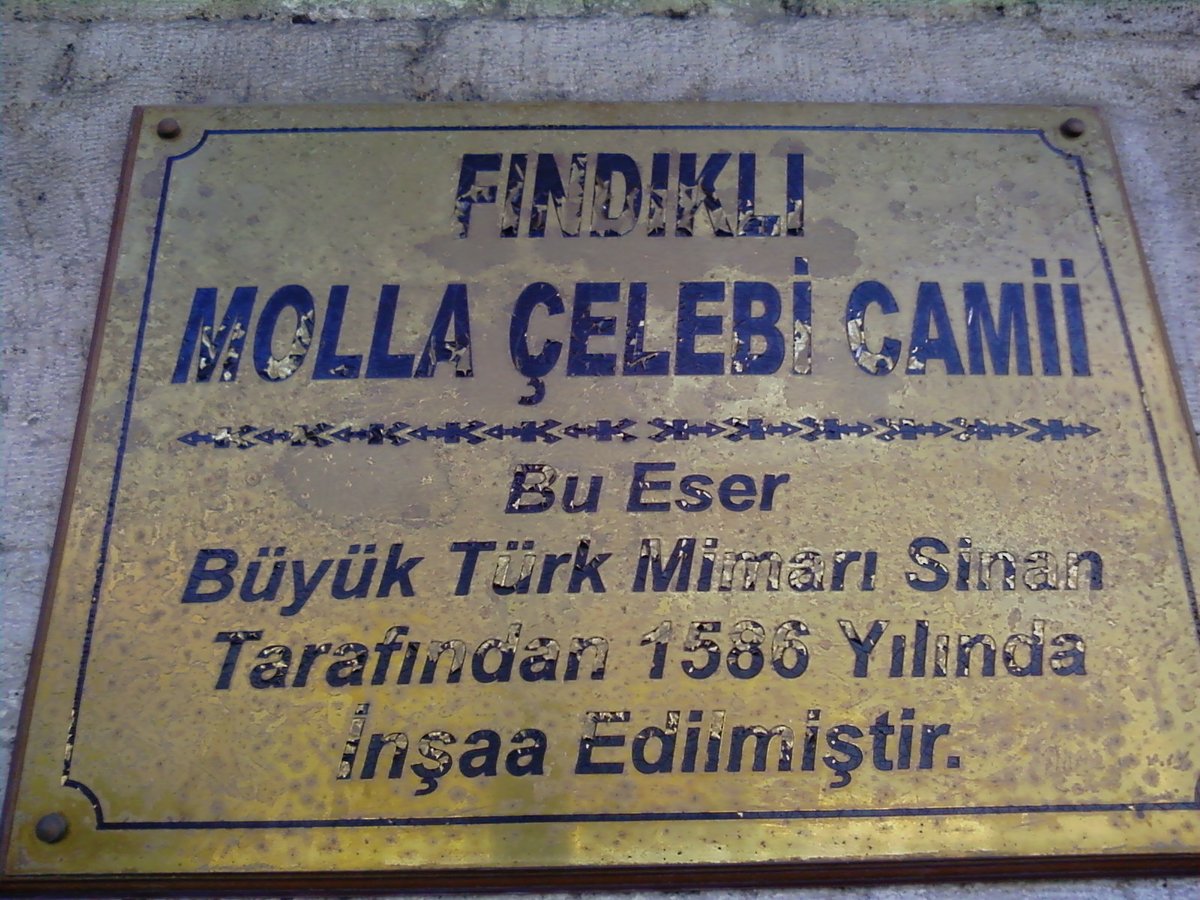 FINDIKLI
MOLLA ÇELEBİ CAMİİ
Bu Eser
Büyük Türk Mimarı Sinan
Tarafından 1586 Yılında
İnşaa Edilmiştir.